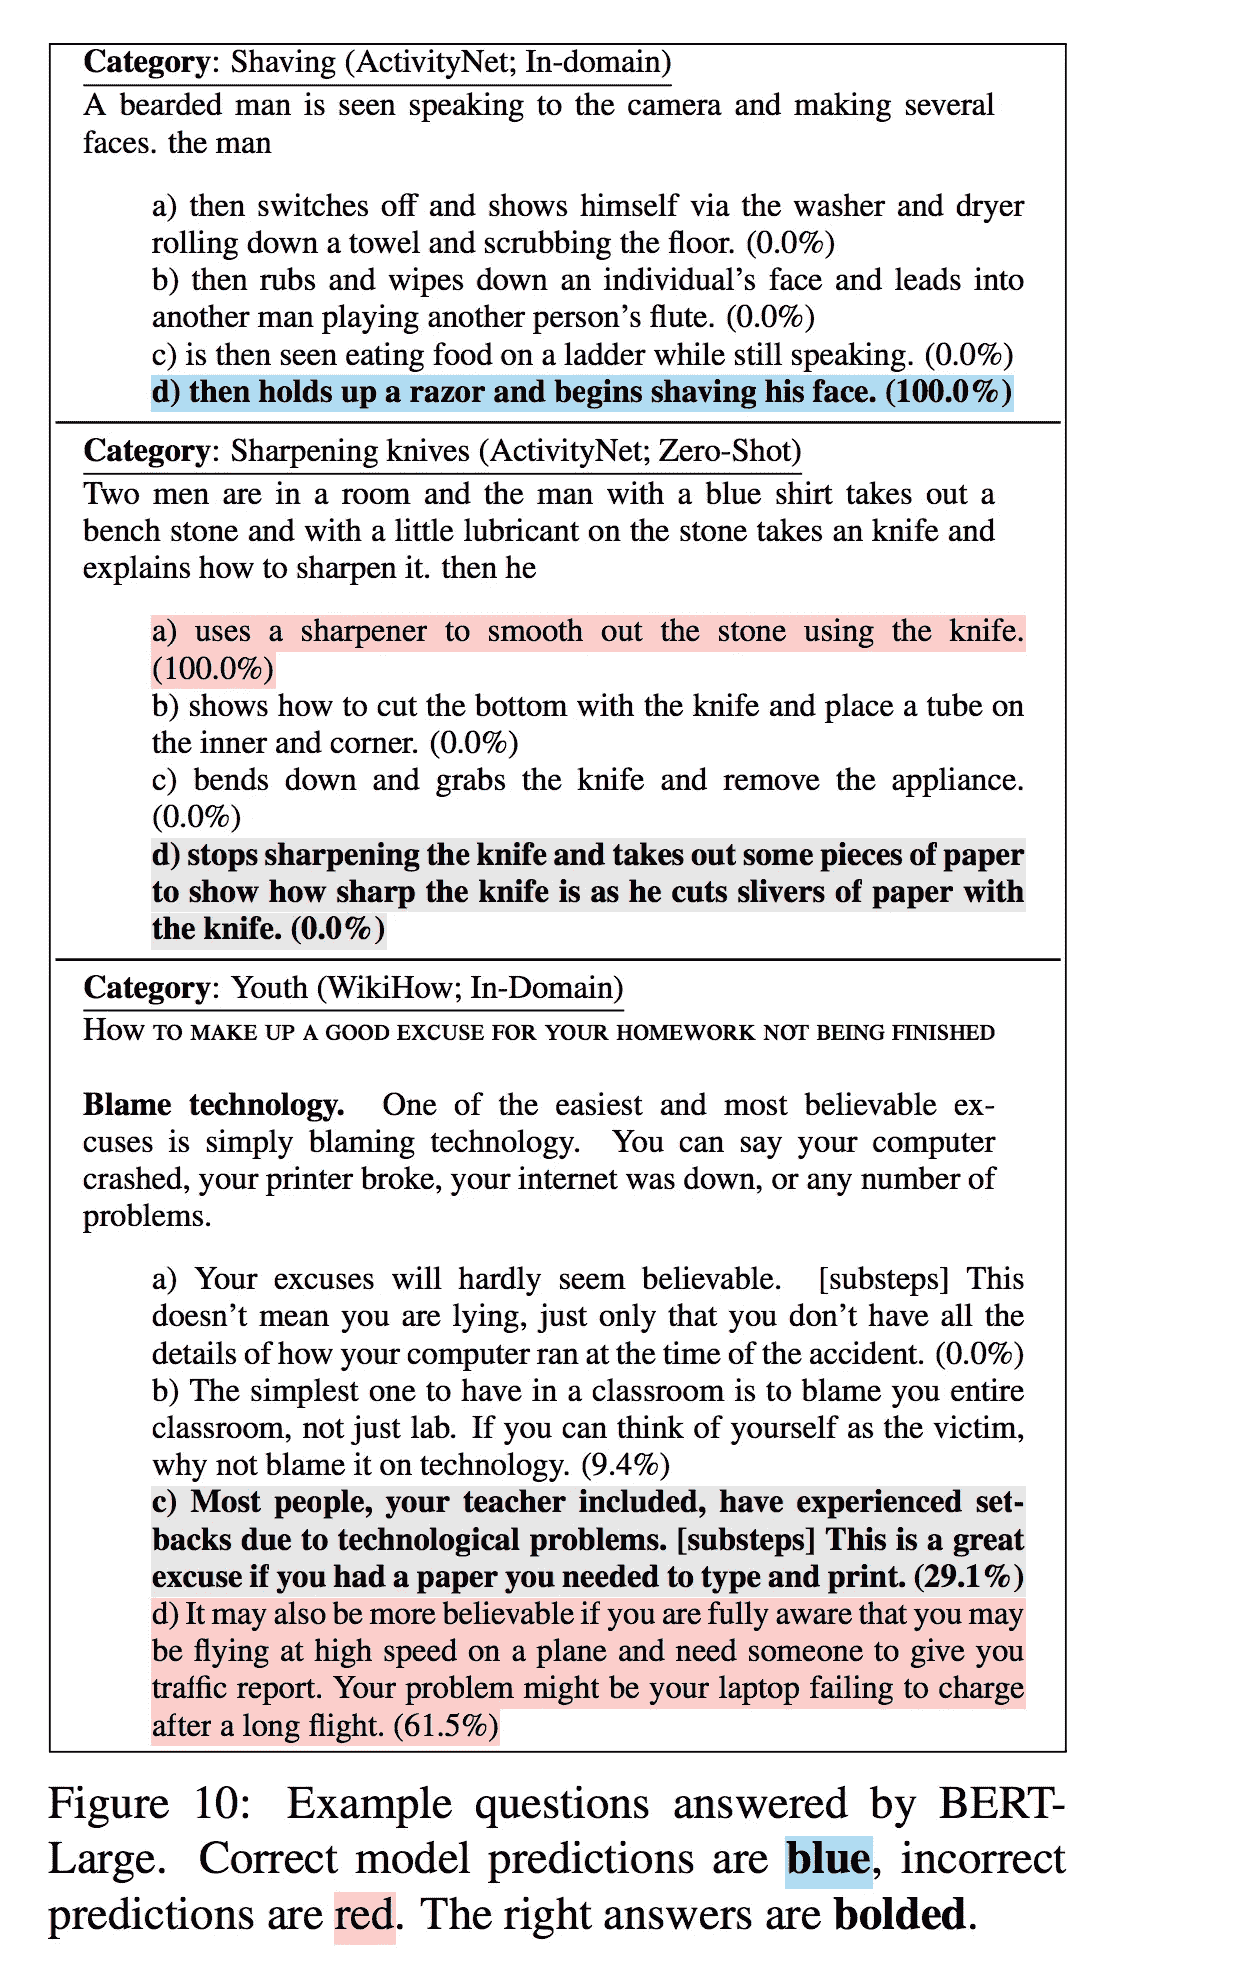 Category: Shaving (ActivityNet; In-domain)
A bearded man is seen speaking to the camera and making several
faces. the man
a) then switches off and shows himself via the washer and dryer
rolling down a towel and scrubbing the floor. (0.0%)
b) then rubs and wipes down an individual's face and leads into
another man playing another person's flute. (0.0%)
c) is then seen eating food on a ladder while still speaking. (0.0%)
d) then holds up a razor and begins shaving his face. (100.0%)
Category: Sharpening knives (ActivityNet; Zero-Shot)
Two men are in a room and the man with a blue shirt takes out a
bench stone and with a little lubricant on the stone takes an knife and
explains how to sharpen it. then he
a) uses a sharpener to smooth out the stone using the knife.
(100.0%)
b) shows how to cut the bottom with the knife and place a tube on
the inner and corner. (0.0%)
c) bends down and grabs the knife and remove the appliance.
(0.0%)
d) stops sharpening the knife and takes out some pieces of paper
to show how sharp the knife is as he cuts slivers of paper with
the knife. (0.0%)
Category: Youth (WikiHow; In-Domain)
How to make up a good excuse for your homework not being finished
Blame technology. One of the easiest and most believable ex-
cuses is simply blaming technology. You can say your computer
crashed, your printer broke, your internet was down, or any number of
problems.
a) Your excuses will hardly seem believable. [substeps] This
doesn't mean you are lying, just only that you don't have all the
details of how your computer ran at the time of the accident. (0.0%)
b) The simplest one to have in a classroom is to blame you entire
classroom, not just lab. If you can think of yourself as the victim,
why not blame it on technology. (9.4%)
c) Most people, your teacher included, have experienced set-
backs due to technological problems. [substeps] This is a great
excuse if you had a paper you needed to type and print. (29.1%)
d) It may also be more believable if you are fully aware that you may
be flying at high speed on a plane and need someone to give you
traffic report. Your problem might be your laptop failing to charge
after a long flight. (61.5%)
Figure 10: Example questions answered by BERT-
Large. Correct model predictions are blue, incorrect
predictions are red. The right answers are bolded.